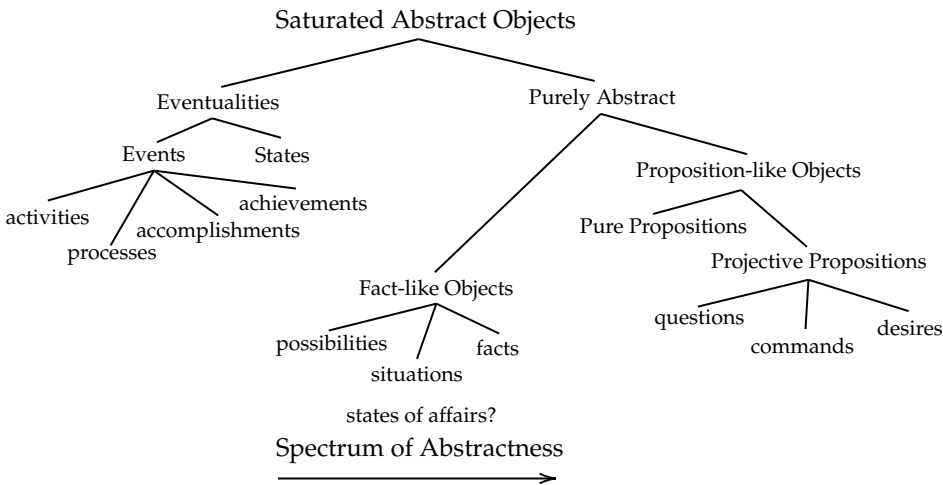 Saturated Abstract Objects
Eventualities
Purely Abstract
Events
States
Proposition-like Objects
activities
processes
accomplishments
achievements
Pure Propositions
Projective Propositions
Fact-like Objects
possibilities
situations
facts
questions
commands
desires
states of affairs?
Spectrum of Abstractness